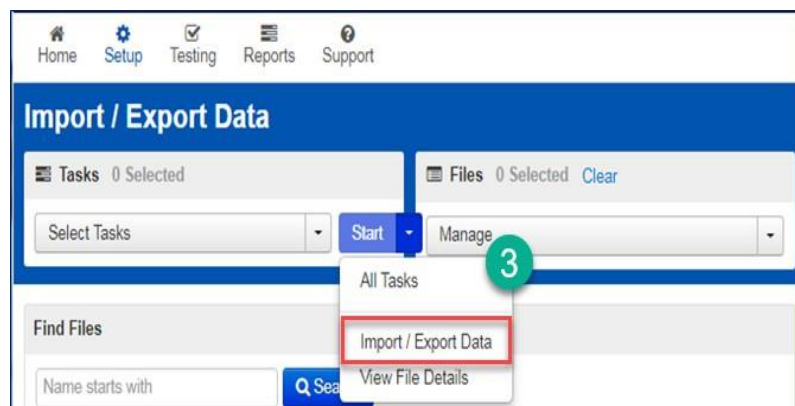 Home Setup Testing Reports Support
Import / Export Data
Tasks 0 Selected
Files 0 Selected Clear
Select Tasks
Start
Manage
3
All Tasks
Import / Export Data
View File Details
Find Files
Name starts with